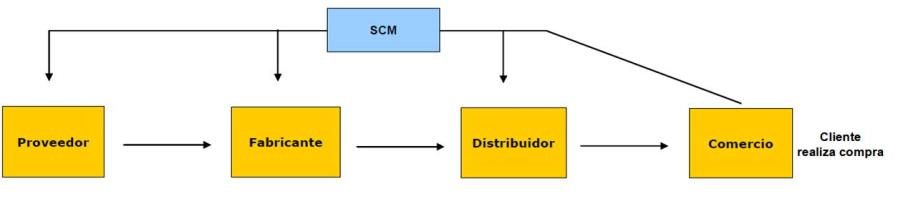 SCM
Proveedor
Fabricante
Distribuidor
Comercio
Cliente
realiza compra